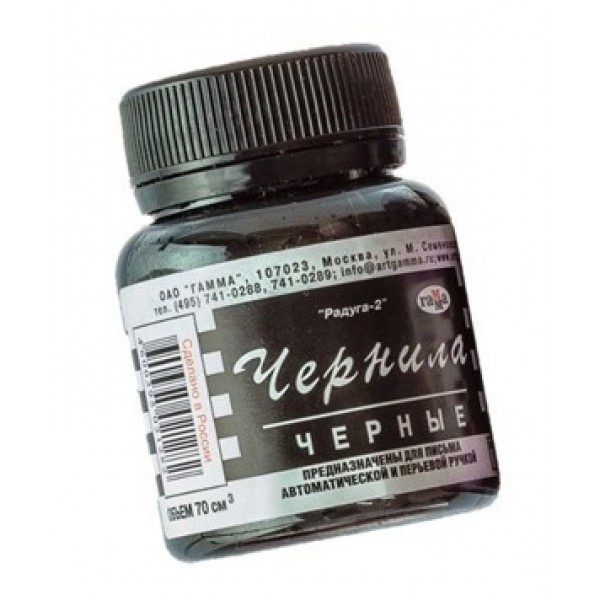 ОАО "ГАММА", 107023, Москва, ул. М. Семеновская
тел. (495) 741-0288, 741-0289; info@artgamma.ru;
гамма
"Радуга-2"
Чернила
ЧЕРНЫЕ
ПРЕДНАЗНАЧЕНЫ ДЛЯ ПИСЬМА
АВТОМАТИЧЕСКОЙ И ПЕРЬЕВОЙ РУЧКОЙ
Сделано в России
ОБЪЕМ 70 см³